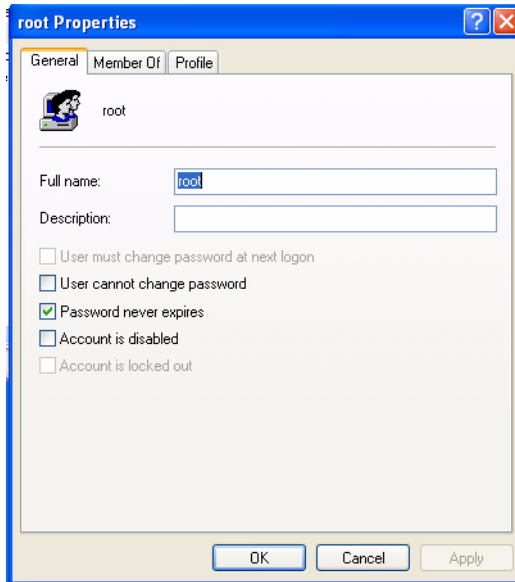 root Properties
General Member Of Profile
root
Full name: root
Description:
User must change password at next logon
User cannot change password
Password never expires
Account is disabled
Account is locked out
OK Cancel Apply